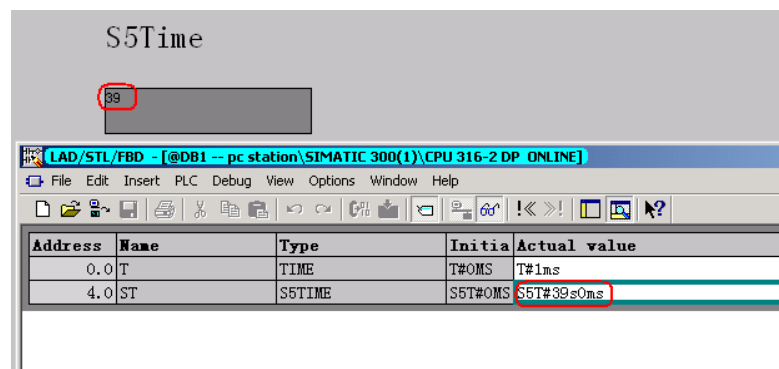 S5Time
39
LAD/STL/FBD - [@DB1 -- pc station\SIMATIC 300(1)\CPU 316-2 DP ONLINE]
File Edit Insert PLC Debug View Options Window Help
Address Name Type Initia Actual value
0.0 T TIME T#0MS T#1ms
4.0 ST S5TIME S5T#0MS S5T#39s0ms